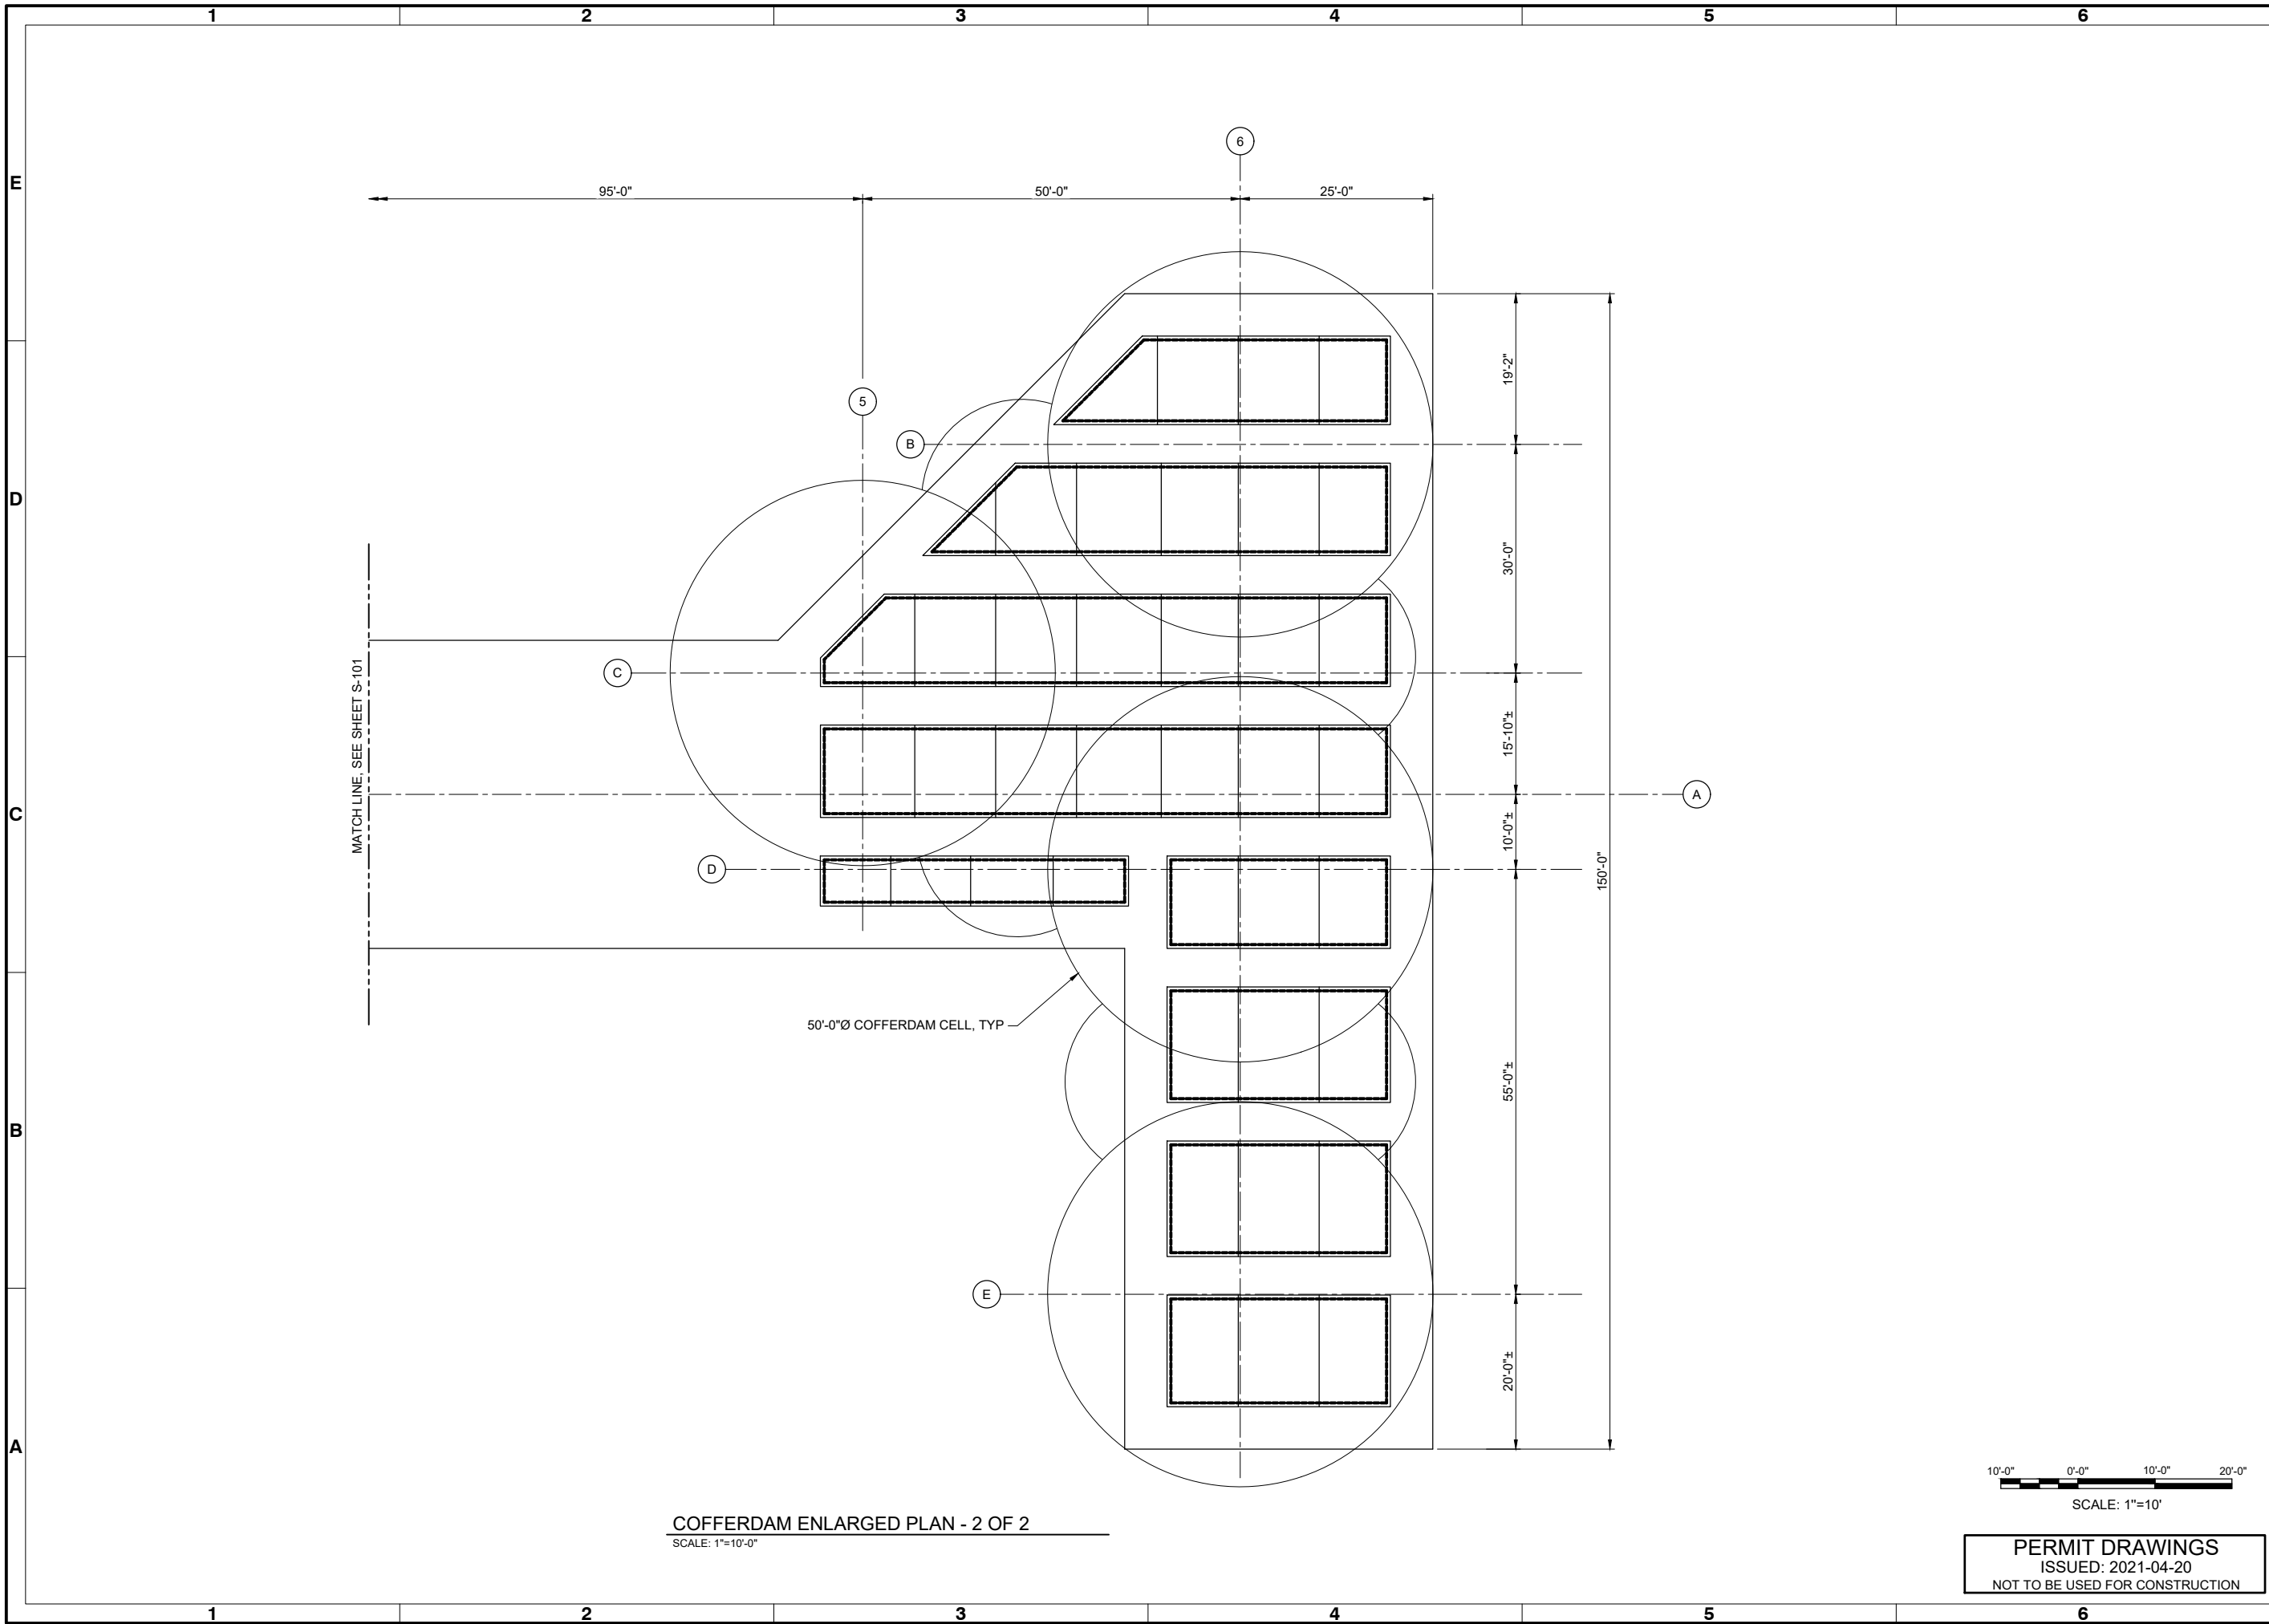 1 2 3 4 5 6
E
D
C
B
A
6
95'-0" 50'-0" 25'-0"
19'-2"
5
B
30'-0"
MATCH LINE, SEE SHEET S-101
C
15'-10"±
A
10'-0"±
D
150'-0"
50'-0"Ø COFFERDAM CELL, TYP
55'-0"±
E
20'-0"±
10'-0" 0'-0" 10'-0" 20'-0"
SCALE: 1"=10'
COFFERDAM ENLARGED PLAN - 2 OF 2
SCALE: 1"=10'-0"
PERMIT DRAWINGS
ISSUED: 2021-04-20
NOT TO BE USED FOR CONSTRUCTION
1 2 3 4 5 6